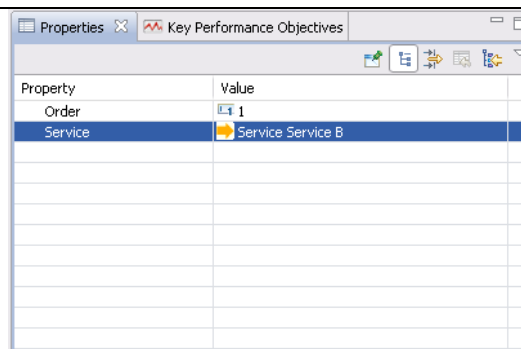 Properties Key Performance Objectives
Property Value
Order 1
Service Service Service B